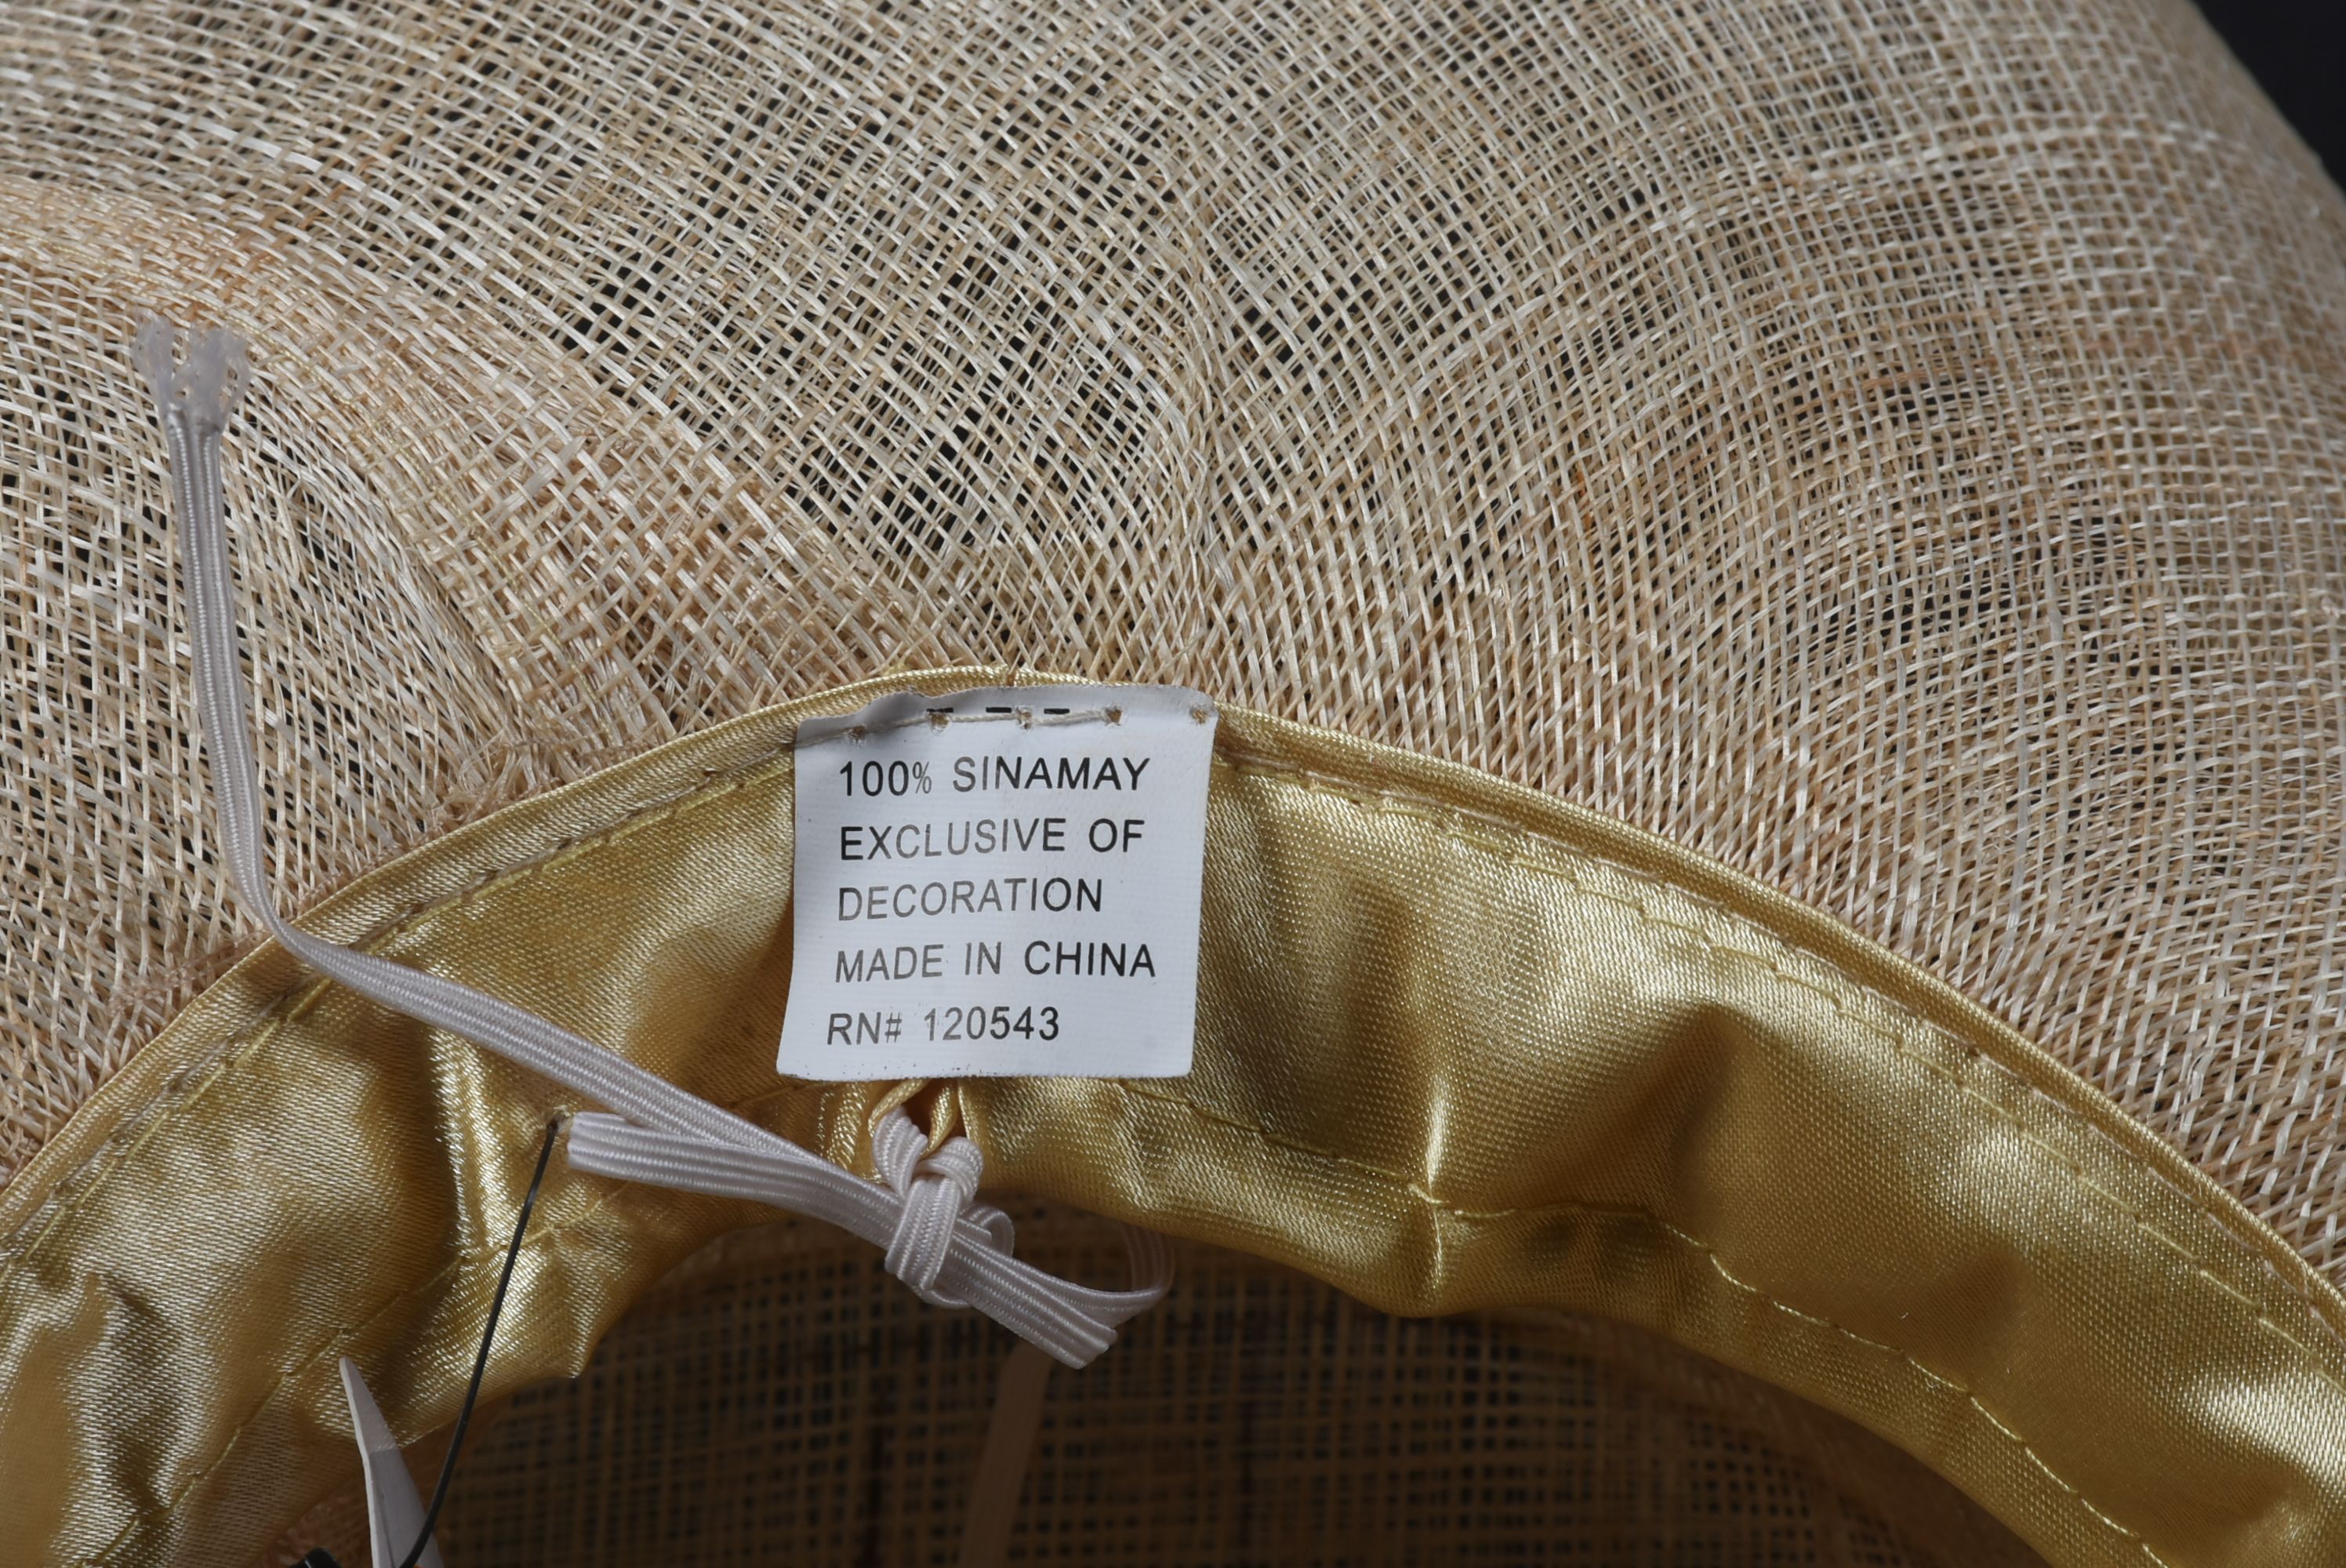 100% SINAMAY
EXCLUSIVE OF
DECORATION
MADE IN CHINA
RN# 120543